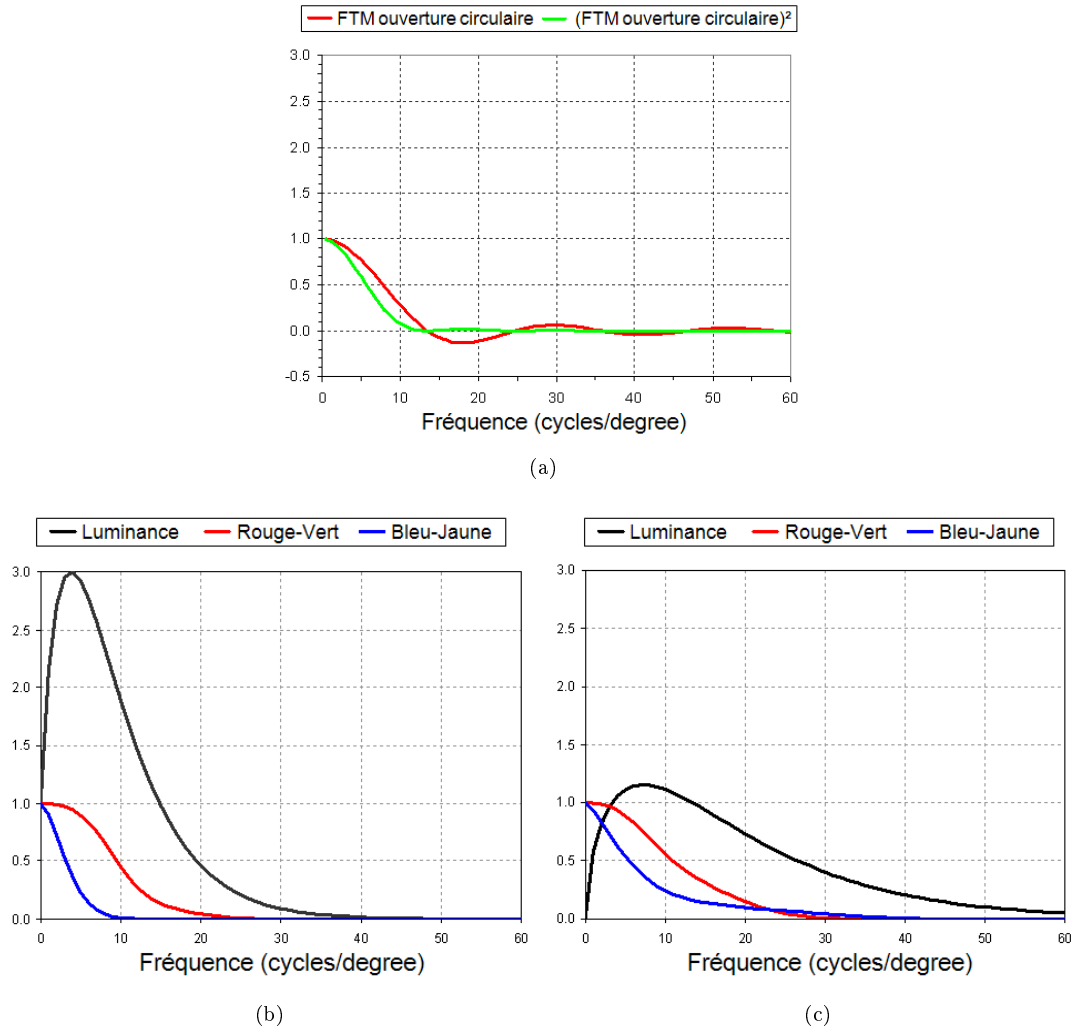 FTM ouverture circulaire (FTM ouverture circulaire)²
3.0
2.5
2.0
1.5
1.0
0.5
0.0
-0.5
0 10 20 30 40 50 60
Fréquence (cycles/degree)
(a)
Luminance Rouge-Vert Bleu-Jaune
3.0
2.5
2.0
1.5
1.0
0.5
0.0
0 10 20 30 40 50 60
Fréquence (cycles/degree)
(b)
Luminance Rouge-Vert Bleu-Jaune
3.0
2.5
2.0
1.5
1.0
0.5
0.0
0 10 20 30 40 50 60
Fréquence (cycles/degree)
(c)